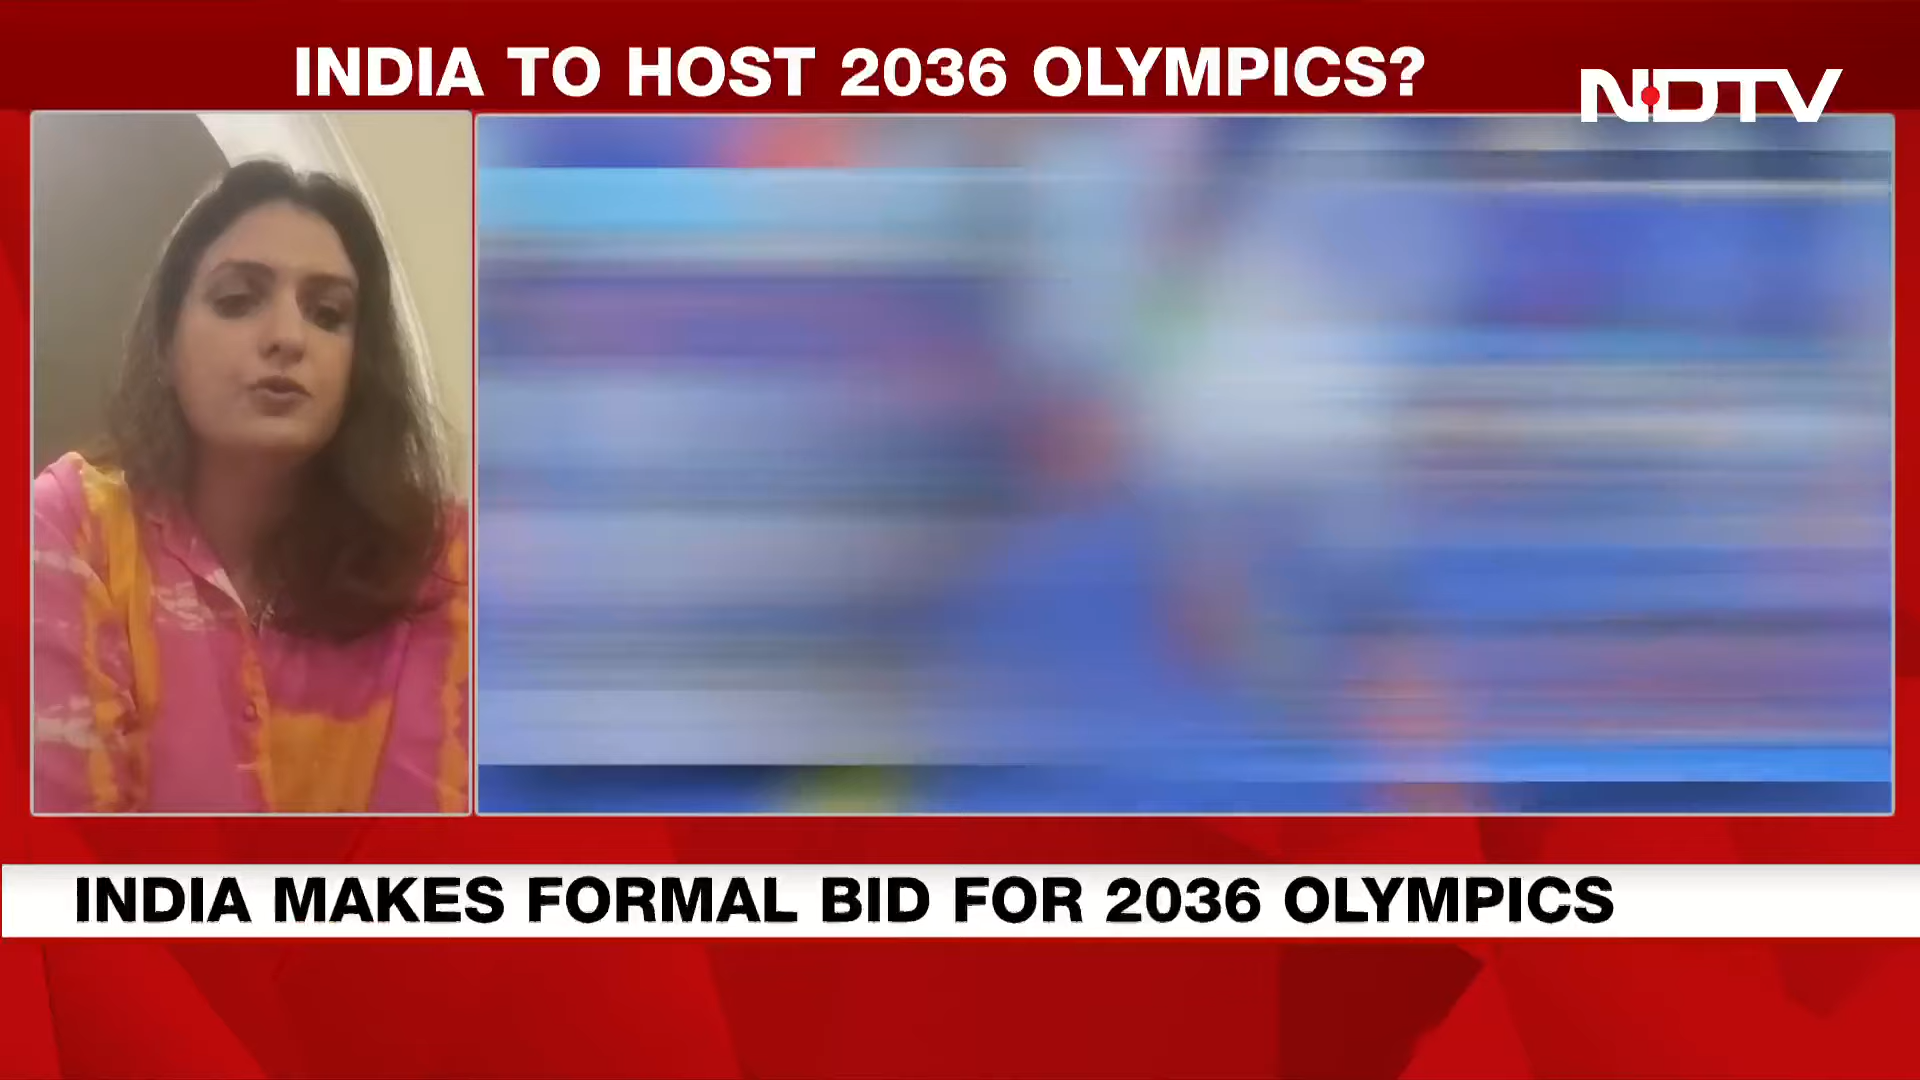 INDIA TO HOST 2036 OLYMPICS?
NDTV
INDIA MAKES FORMAL BID FOR 2036 OLYMPICS